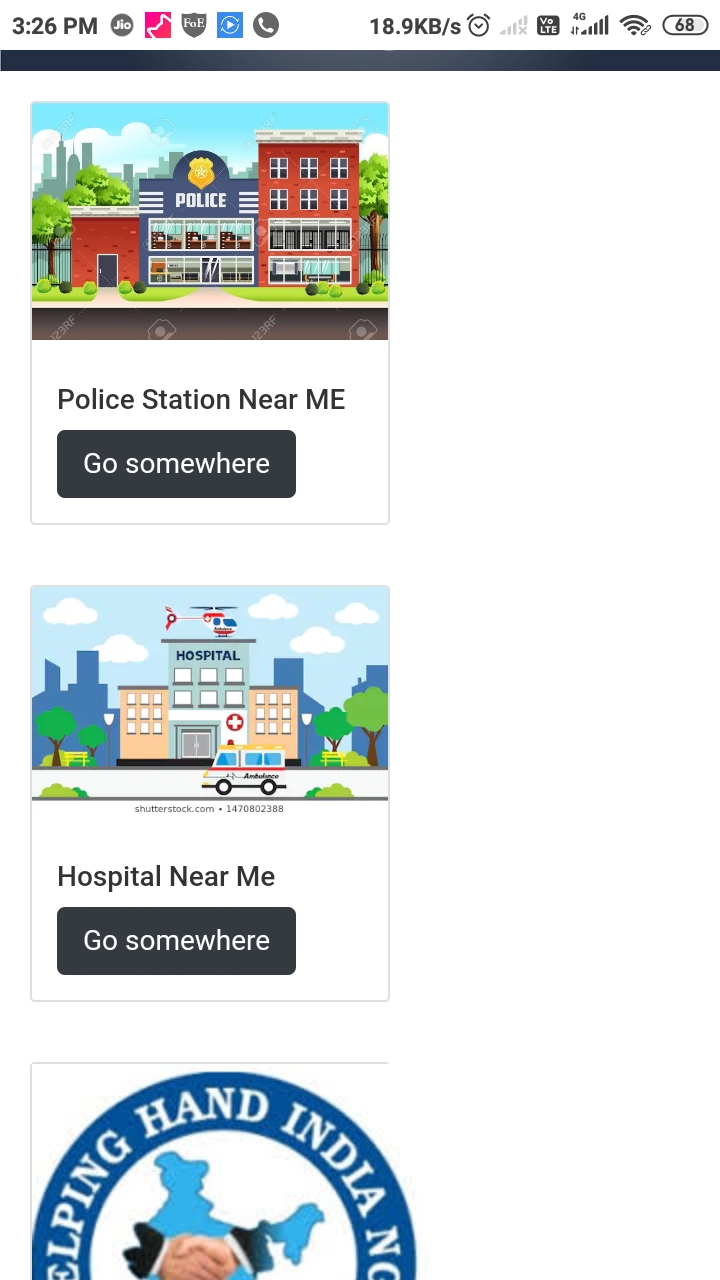 3:26 PM Jio FoE 18.9KB/s Vo LTE 4G 68
POLICE
123RF
123RF
Police Station Near ME
Go somewhere
Ambulance
HOSPITAL
Ambulance
shutterstock.com • 1470802388
Hospital Near Me
Go somewhere
ELPING HAND INDIA NG